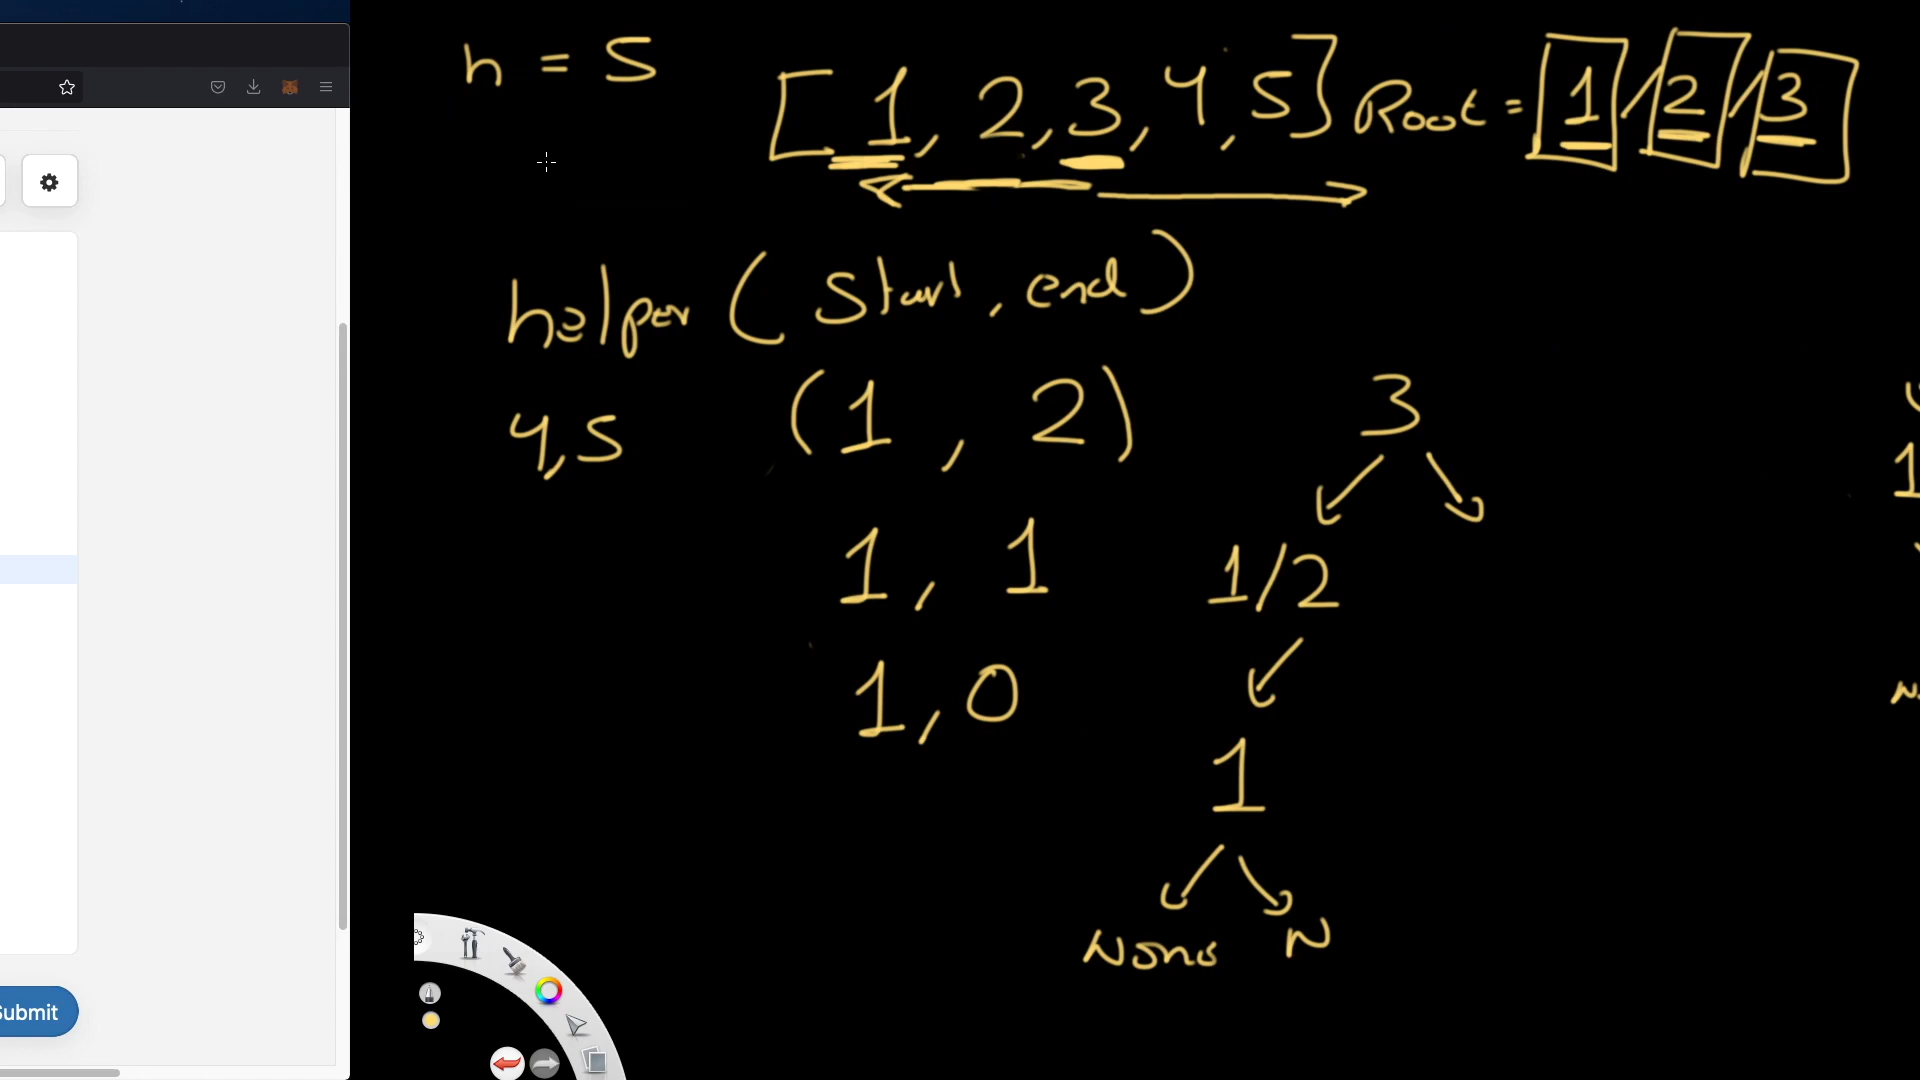 n = 5 [1, 2, 3, 4, 5] Root = 1/2/3
helper (start, end)
4,5 (1, 2) 3
1, 1 1/2
1, 0
1
None N
Submit